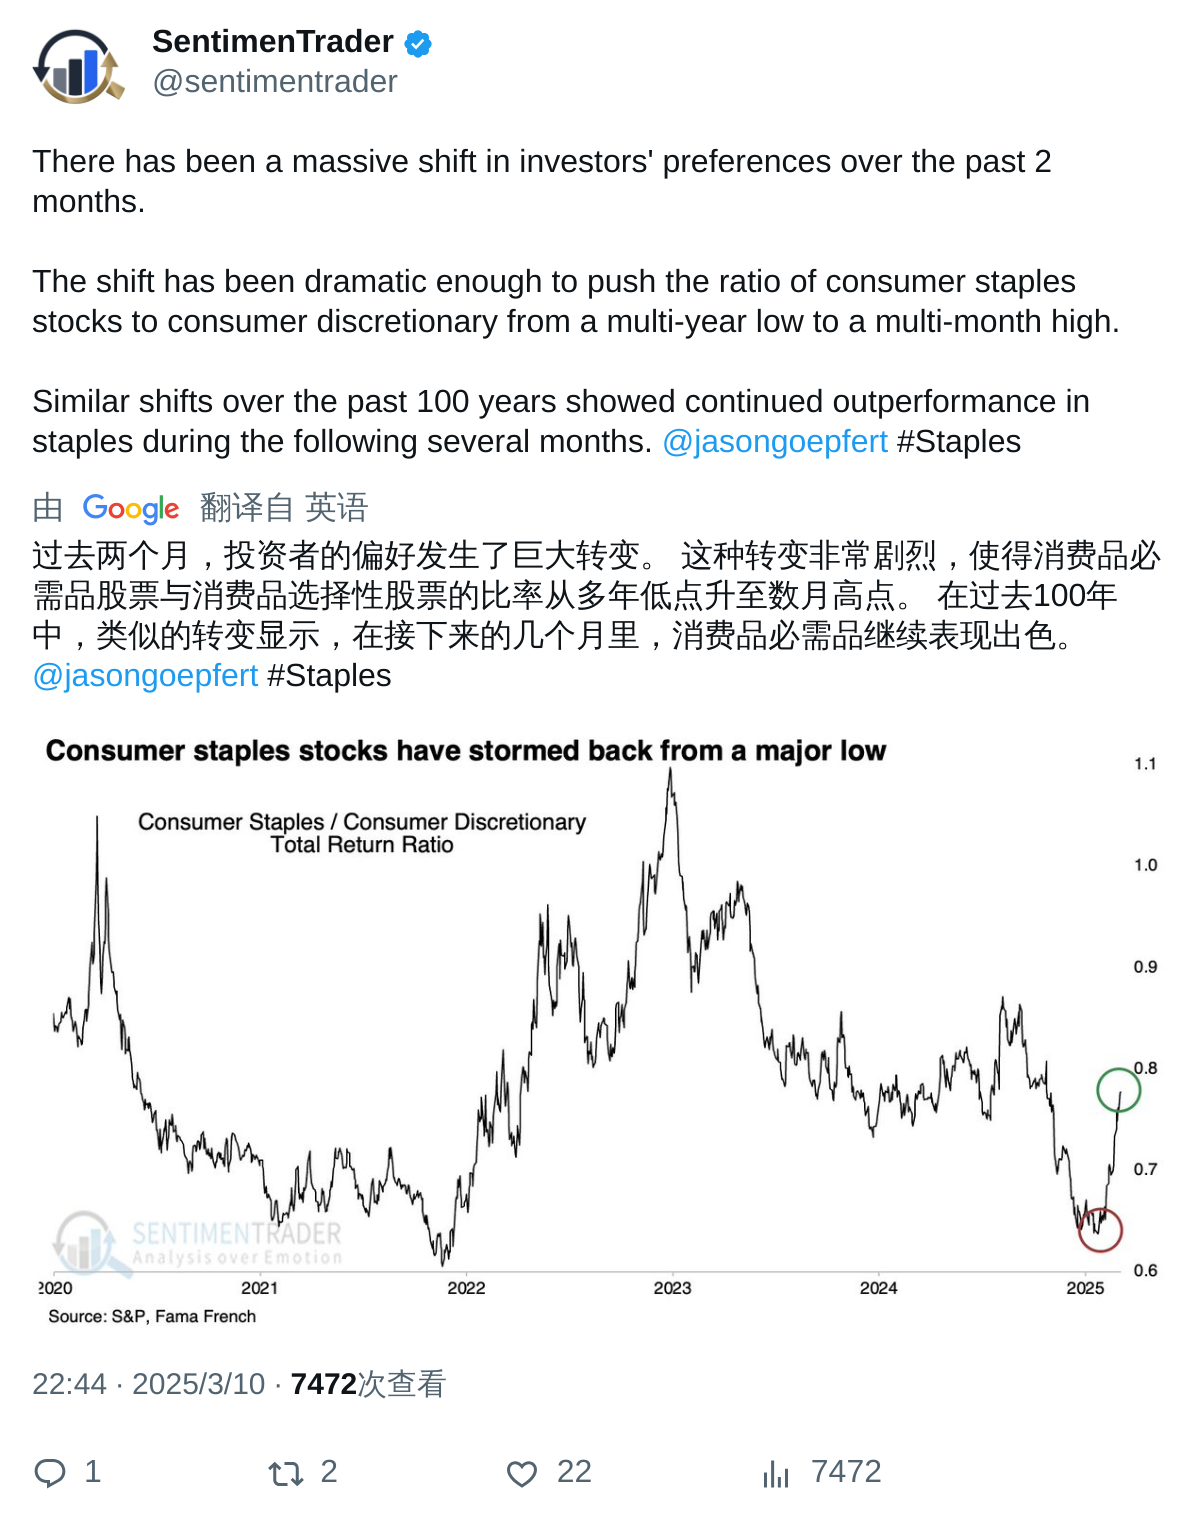 SentimenTrader
@sentimentrader
There has been a massive shift in investors' preferences over the past 2
months.
The shift has been dramatic enough to push the ratio of consumer staples
stocks to consumer discretionary from a multi-year low to a multi-month high.
Similar shifts over the past 100 years showed continued outperformance in
staples during the following several months. @jasongoepfert #Staples
由 Google 翻译自 英语
过去两个月，投资者的偏好发生了巨大转变。 这种转变非常剧烈，使得消费品必
需品股票与消费品选择性股票的比率从多年低点升至数月高点。 在过去100年
中，类似的转变显示，在接下来的几个月里，消费品必需品继续表现出色。
@jasongoepfert #Staples
Consumer staples stocks have stormed back from a major low
Consumer Staples / Consumer Discretionary
Total Return Ratio
1.1
1.0
0.9
0.8
0.7
0.6
SENTIMENTRADER
Analysis over Emotion
2020 2021 2022 2023 2024 2025
Source: S&P, Fama French
22:44 · 2025/3/10 · 7472次查看
1 2 22 7472